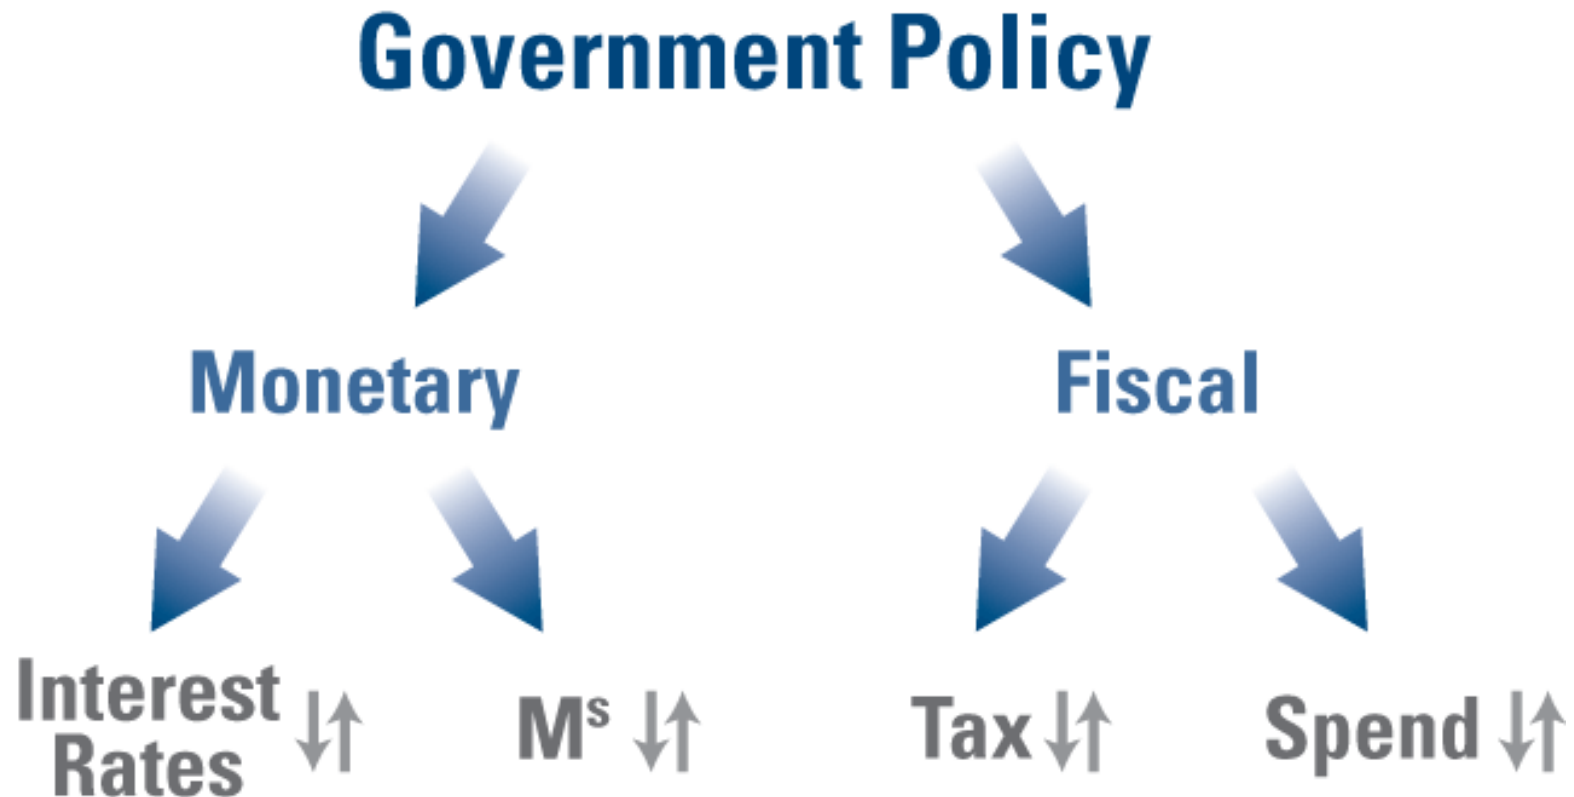 Government Policy
Monetary
Fiscal
Interest
Rates
Mˢ
Tax
Spend